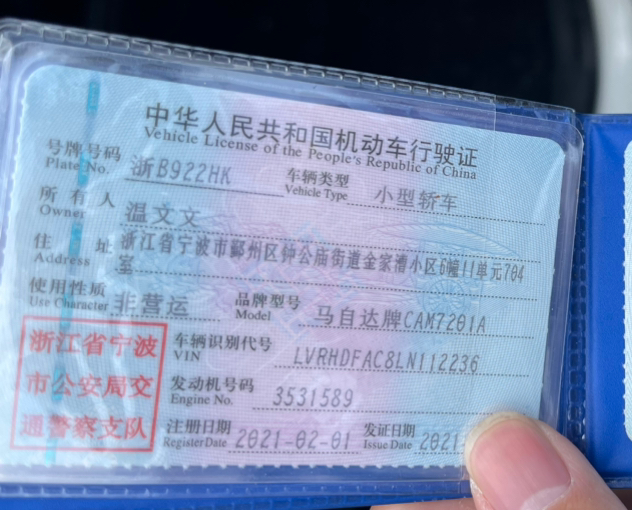 中华人民共和国机动车行驶证
Vehicle License of the People's Republic of China
号牌号码 浙B922HK 车辆类型 小型轿车
Plate No. Vehicle Type
所有人 温文文
Owner
住址 浙江省宁波市鄞州区钟公庙街道金家漕小区6幢11单元704室
Address
使用性质 非营运 品牌型号 马自达牌CAM7201A
Use Character Model
浙江省宁波
市公安局交
通警察支队
车辆识别代号 LVRHDFAC8LN112236
VIN
发动机号码 3531589
Engine No.
注册日期 2021-02-01 发证日期 2021
Register Date Issue Date